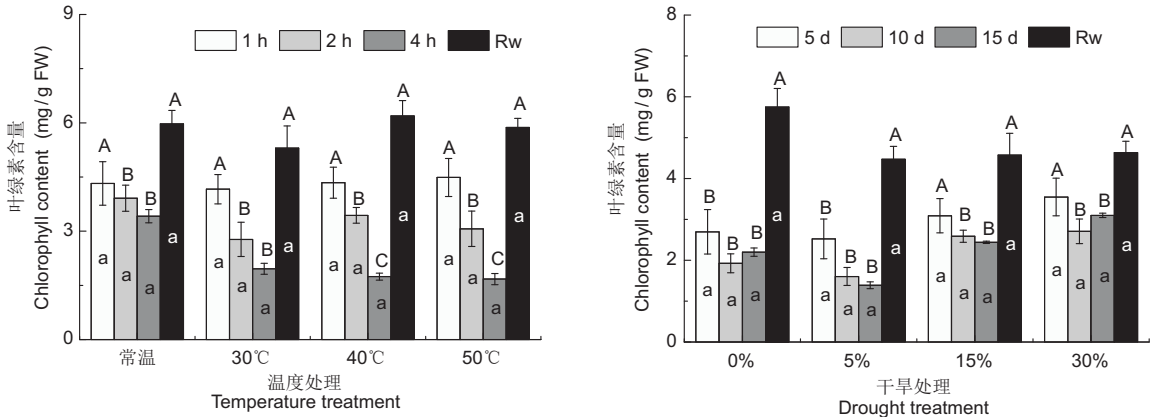 9
6
3
0
叶绿素含量
Chlorophyll content (mg/g FW)
1 h 2 h 4 h Rw
A B B A
A B B A
A B C A
A B C A
a a a a
a a a a
a a a a
a a a a
常温 30℃ 40℃ 50℃
温度处理
Temperature treatment
8
6
4
2
0
叶绿素含量
Chlorophyll content (mg/g FW)
5 d 10 d 15 d Rw
B B B A
A B B A
A B B A
A B B A
a a a a
a a a a
a a a a
a a a a
0% 5% 15% 30%
干旱处理
Drought treatment